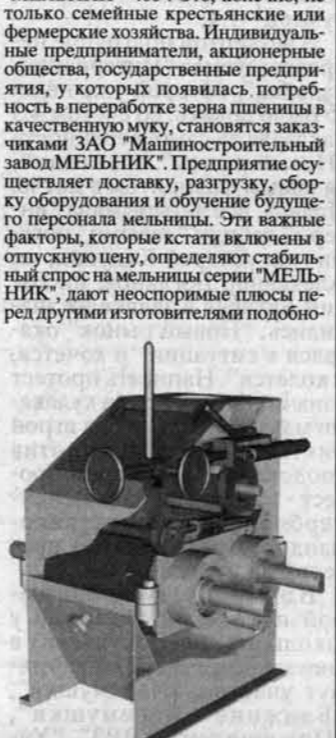 только семейные крестьянские или
фермерские хозяйства. Индивидуаль-
ные предприниматели, акционерные
общества, государственные предпри-
ятия, у которых появилась потреб-
ность в переработке зерна пшеницы в
качественную муку, становятся заказ-
чиками ЗАО "Машиностроительный
завод МЕЛЬНИК". Предприятие осу-
ществляет доставку, разгрузку, сбор-
ку оборудования и обучение будуще-
го персонала мельницы. Эти важные
факторы, которые кстати включены в
отпускную цену, определяют стабиль-
ный спрос на мельницы серии "МЕЛЬ-
НИК", дают неоспоримые плюсы пе-
ред другими изготовителями подобно-